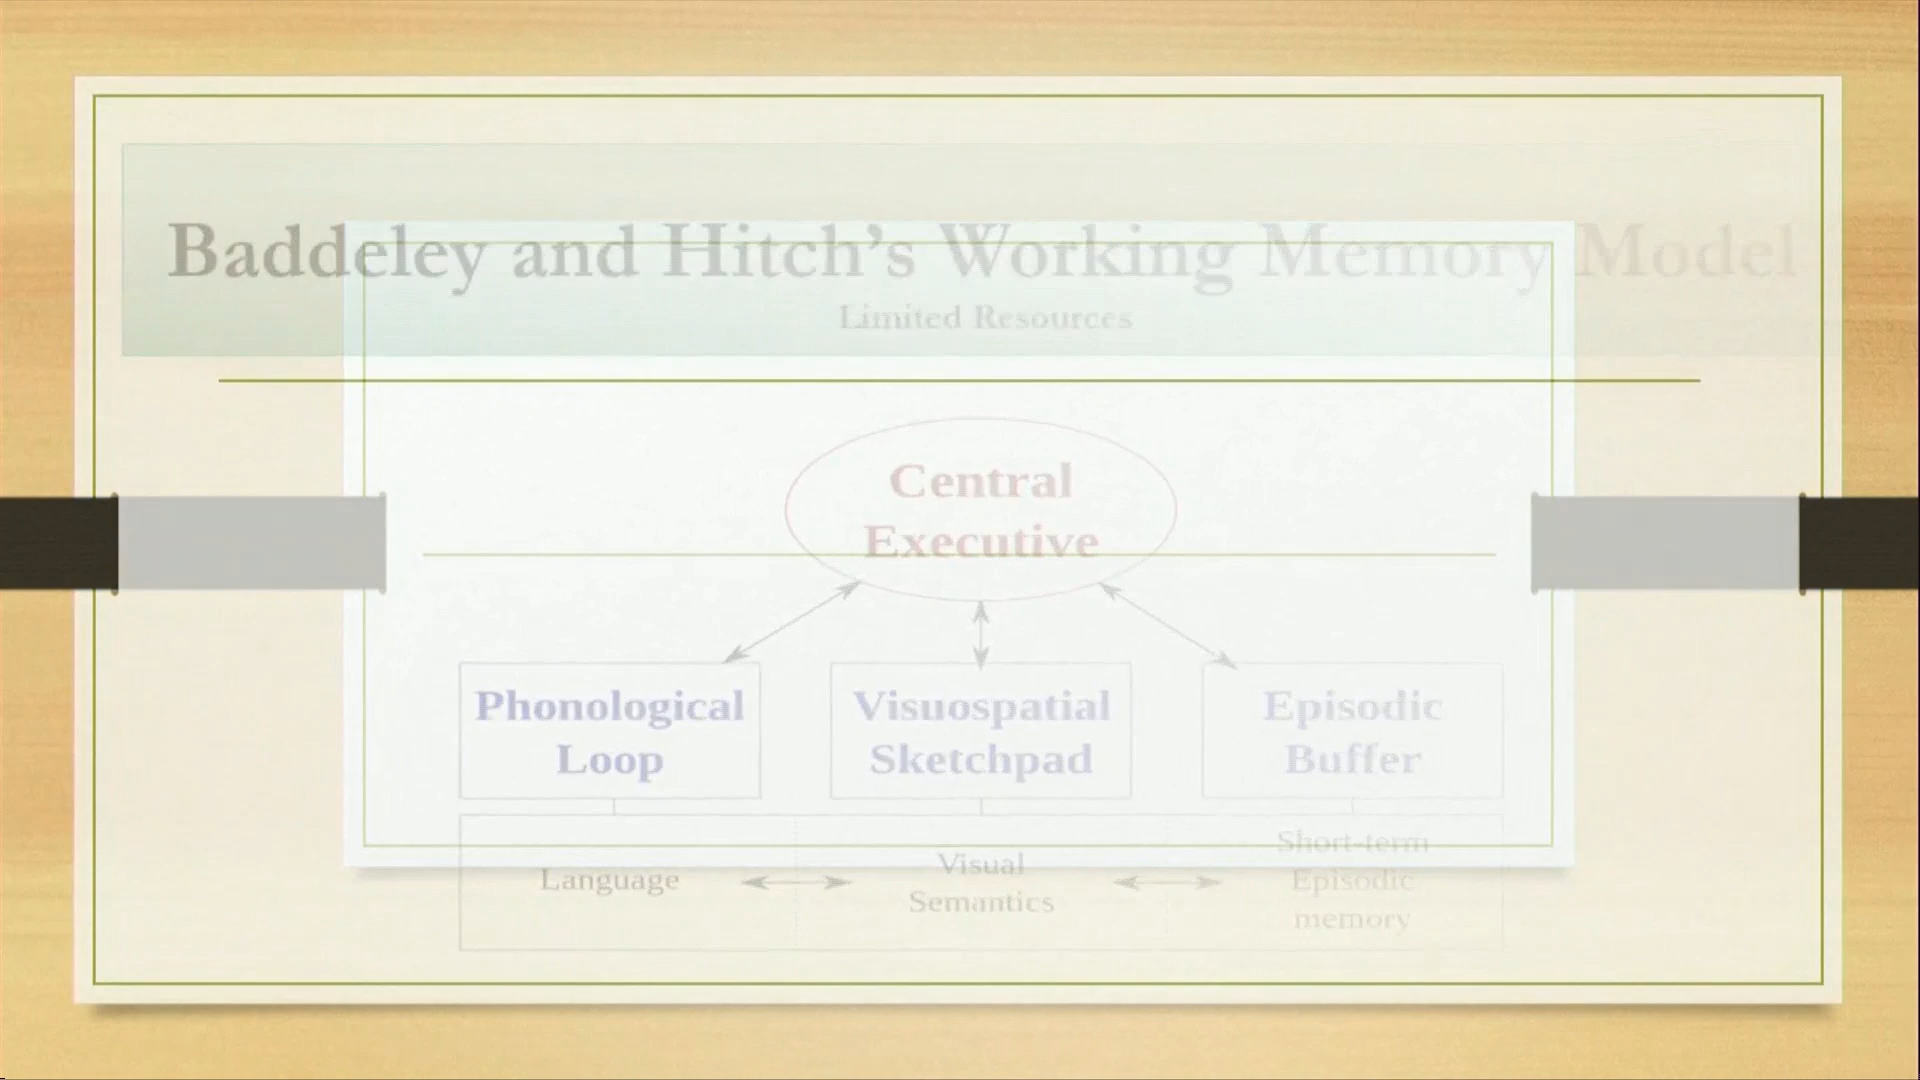 Baddeley and Hitch's Working Memory Model
Limited Resources
Central
Executive
Phonological
Loop
Visuospatial
Sketchpad
Episodic
Buffer
Language
Visual
Semantics
Short-term
Episodic
memory